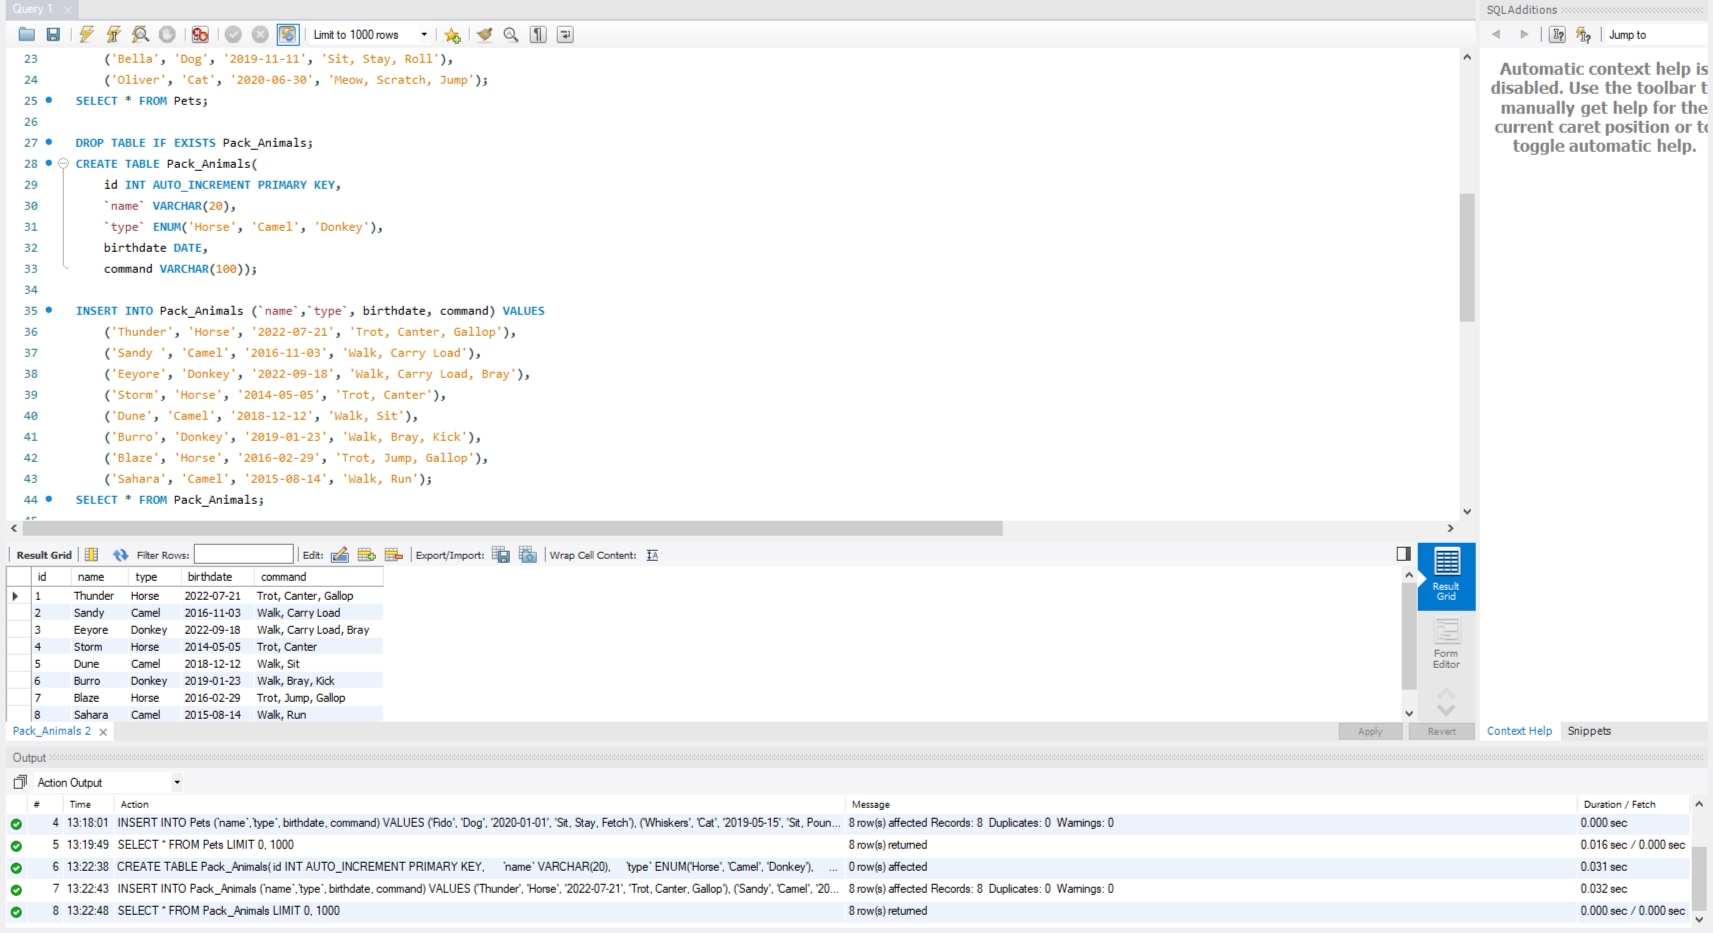 Query 1
Limit to 1000 rows
23 ('Bella', 'Dog', '2019-11-11', 'Sit, Stay, Roll'),
24 ('Oliver', 'Cat', '2020-06-30', 'Meow, Scratch, Jump');
25 SELECT * FROM Pets;
26
27 DROP TABLE IF EXISTS Pack_Animals;
28 CREATE TABLE Pack_Animals(
29 id INT AUTO_INCREMENT PRIMARY KEY,
30 `name` VARCHAR(20),
31 `type` ENUM('Horse', 'Camel', 'Donkey'),
32 birthdate DATE,
33 command VARCHAR(100));
34
35 INSERT INTO Pack_Animals (`name`,`type`, birthdate, command) VALUES
36 ('Thunder', 'Horse', '2022-07-21', 'Trot, Canter, Gallop'),
37 ('Sandy ', 'Camel', '2016-11-03', 'Walk, Carry Load'),
38 ('Eeyore', 'Donkey', '2022-09-18', 'Walk, Carry Load, Bray'),
39 ('Storm', 'Horse', '2014-05-05', 'Trot, Canter'),
40 ('Dune', 'Camel', '2018-12-12', 'Walk, Sit'),
41 ('Burro', 'Donkey', '2019-01-23', 'Walk, Bray, Kick'),
42 ('Blaze', 'Horse', '2016-02-29', 'Trot, Jump, Gallop'),
43 ('Sahara', 'Camel', '2015-08-14', 'Walk, Run');
44 SELECT * FROM Pack_Animals;
SQLAdditions
Jump to
Automatic context help is
disabled. Use the toolbar t
manually get help for the
current caret position or to
toggle automatic help.
Result Grid Filter Rows: Edit: Export/Import: Wrap Cell Content:
id name type birthdate command
1 Thunder Horse 2022-07-21 Trot, Canter, Gallop
2 Sandy Camel 2016-11-03 Walk, Carry Load
3 Eeyore Donkey 2022-09-18 Walk, Carry Load, Bray
4 Storm Horse 2014-05-05 Trot, Canter
5 Dune Camel 2018-12-12 Walk, Sit
6 Burro Donkey 2019-01-23 Walk, Bray, Kick
7 Blaze Horse 2016-02-29 Trot, Jump, Gallop
8 Sahara Camel 2015-08-14 Walk, Run
Result
Grid
Form
Editor
Pack_Animals 2
Apply Revert
Context Help Snippets
Output
Action Output
# Time Action Message Duration / Fetch
4 13:18:01 INSERT INTO Pets (`name`,`type`, birthdate, command) VALUES ('Fido', 'Dog', '2020-01-01', 'Sit, Stay, Fetch'), ('Whiskers', 'Cat', '2019-05-15', 'Sit, Poun... 8 row(s) affected Records: 8 Duplicates: 0 Warnings: 0 0.000 sec
5 13:19:49 SELECT * FROM Pets LIMIT 0, 1000 8 row(s) returned 0.016 sec / 0.000 sec
6 13:22:38 CREATE TABLE Pack_Animals( id INT AUTO_INCREMENT PRIMARY KEY, `name` VARCHAR(20), `type` ENUM('Horse', 'Camel', 'Donkey'), ... 0 row(s) affected 0.031 sec
7 13:22:43 INSERT INTO Pack_Animals (`name`,`type`, birthdate, command) VALUES ('Thunder', 'Horse', '2022-07-21', 'Trot, Canter, Gallop'), ('Sandy', 'Camel', '20... 8 row(s) affected Records: 8 Duplicates: 0 Warnings: 0 0.032 sec
8 13:22:48 SELECT * FROM Pack_Animals LIMIT 0, 1000 8 row(s) returned 0.000 sec / 0.000 sec